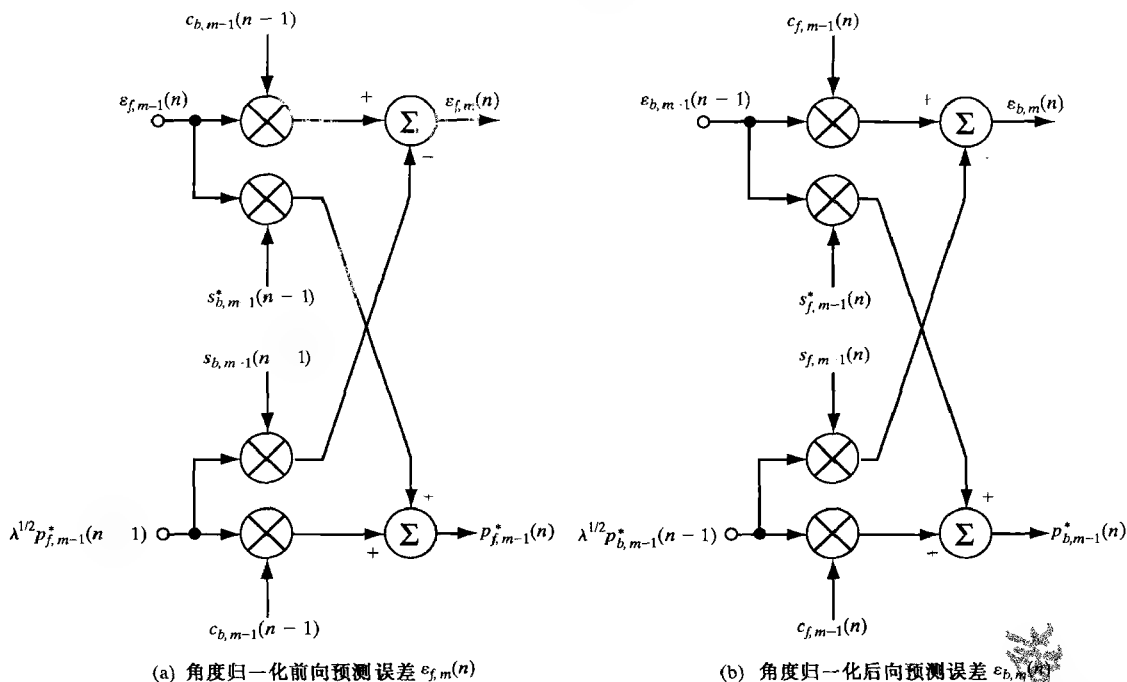 c_{b,m-1}(n - 1)
ε_{f,m-1}(n)
+
Σ
ε_{f,m}(n)
-
s*_{b,m-1}(n - 1)
s_{b,m-1}(n 1)
λ^{1/2}p*_{f,m-1}(n 1)
+
+
Σ
p*_{f,m-1}(n)
c_{b,m-1}(n - 1)
(a) 角度归一化前向预测误差 ε_{f,m}(n)
c_{f,m-1}(n)
ε_{b,m-1}(n - 1)
+
Σ
ε_{b,m}(n)
s*_{f,m-1}(n)
s_{f,m-1}(n)
λ^{1/2}p*_{b,m-1}(n - 1)
+
+
Σ
p*_{b,m-1}(n)
c_{f,m-1}(n)
(b) 角度归一化后向预测误差 ε_{b,m}(n)